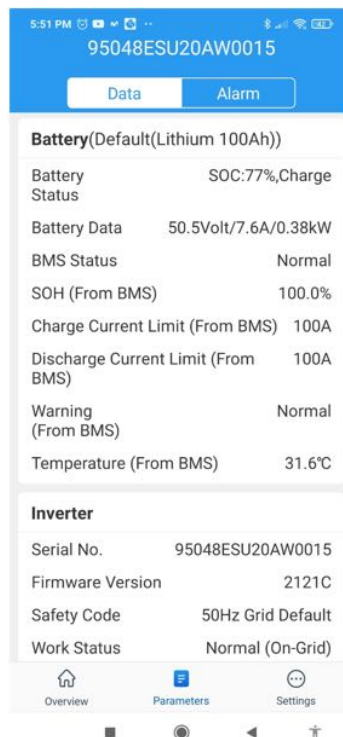 5:51 PM
95048ESU20AW0015
Data Alarm
Battery(Default(Lithium 100Ah))
Battery Status SOC:77%,Charge
Battery Data 50.5Volt/7.6A/0.38kW
BMS Status Normal
SOH (From BMS) 100.0%
Charge Current Limit (From BMS) 100A
Discharge Current Limit (From BMS) 100A
Warning (From BMS) Normal
Temperature (From BMS) 31.6℃
Inverter
Serial No. 95048ESU20AW0015
Firmware Version 2121C
Safety Code 50Hz Grid Default
Work Status Normal (On-Grid)
Overview Parameters Settings